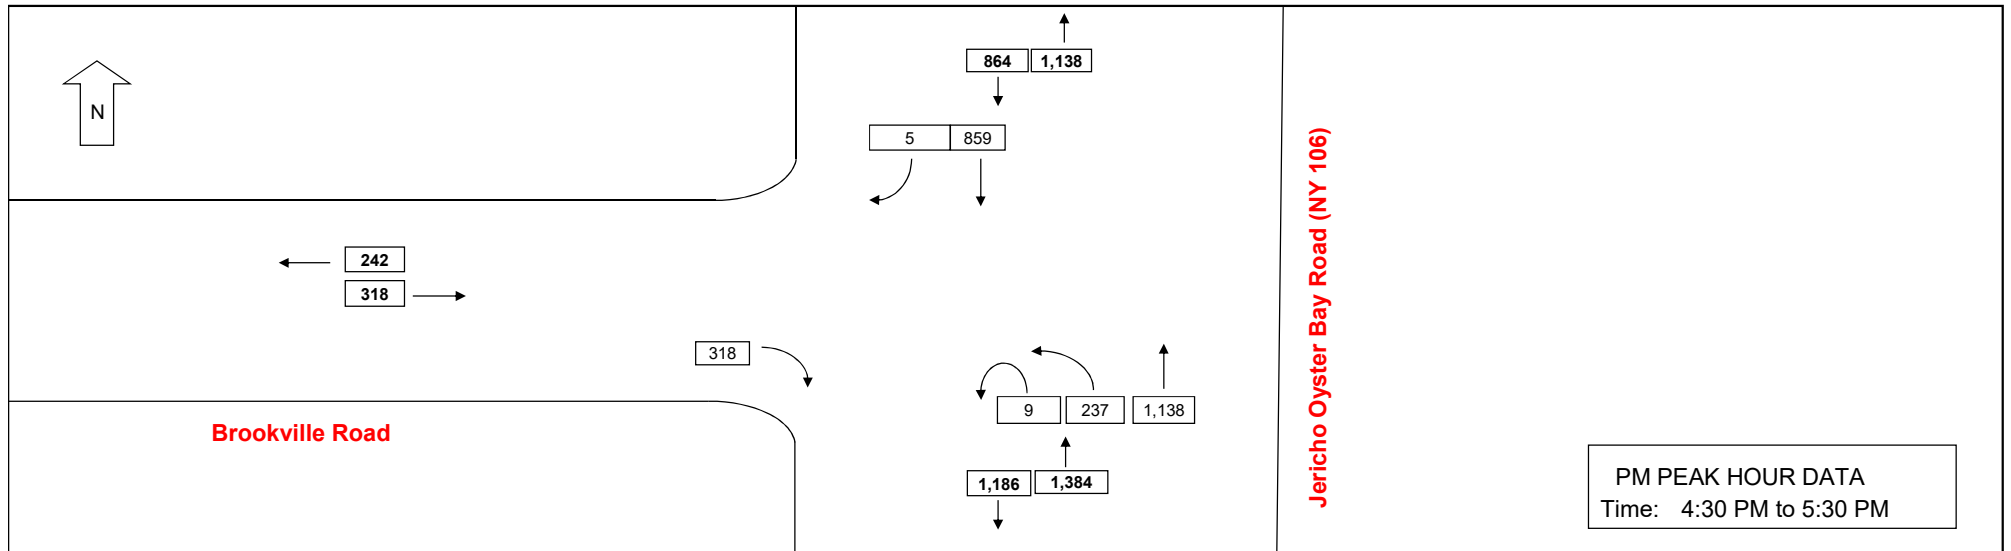 864 1,138
N
5 859
Jericho Oyster Bay Road (NY 106)
242
318
318
9 237 1,138
Brookville Road
1,186 1,384
PM PEAK HOUR DATA
Time: 4:30 PM to 5:30 PM